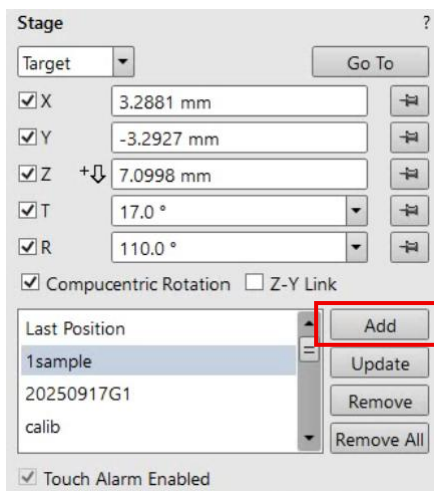 Stage ?
Target Go To
X 3.2881 mm
Y -3.2927 mm
Z + 7.0998 mm
T 17.0 °
R 110.0 °
Compucentric Rotation Z-Y Link
Last Position Add
1sample Update
20250917G1 Remove
calib Remove All
Touch Alarm Enabled